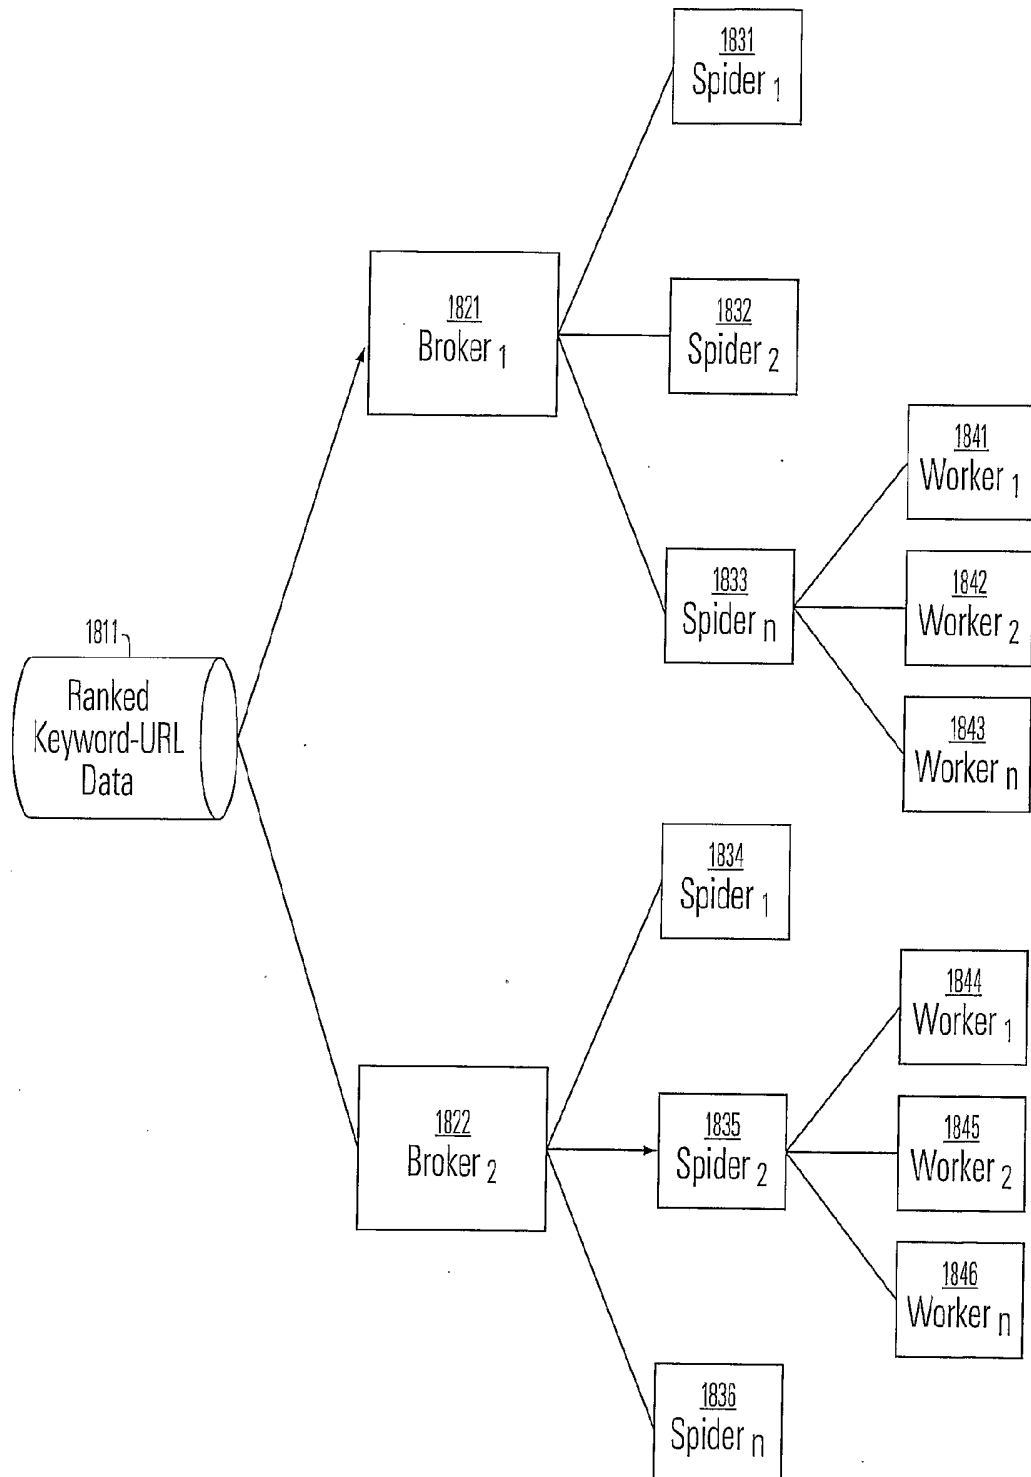 1831
Spider 1
1821
Broker 1
1832
Spider 2
1841
Worker 1
1833
Spider n
1842
Worker 2
1843
Worker n
1811
Ranked
Keyword-URL
Data
1834
Spider 1
1844
Worker 1
1822
Broker 2
1835
Spider 2
1845
Worker 2
1846
Worker n
1836
Spider n